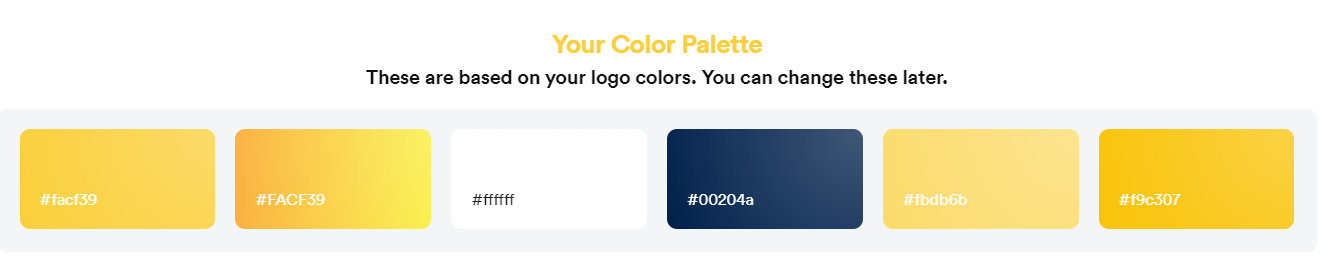 Your Color Palette
These are based on your logo colors. You can change these later.
#facf39 #FACF39 #ffffff #00204a #fbdb6b #f9c307